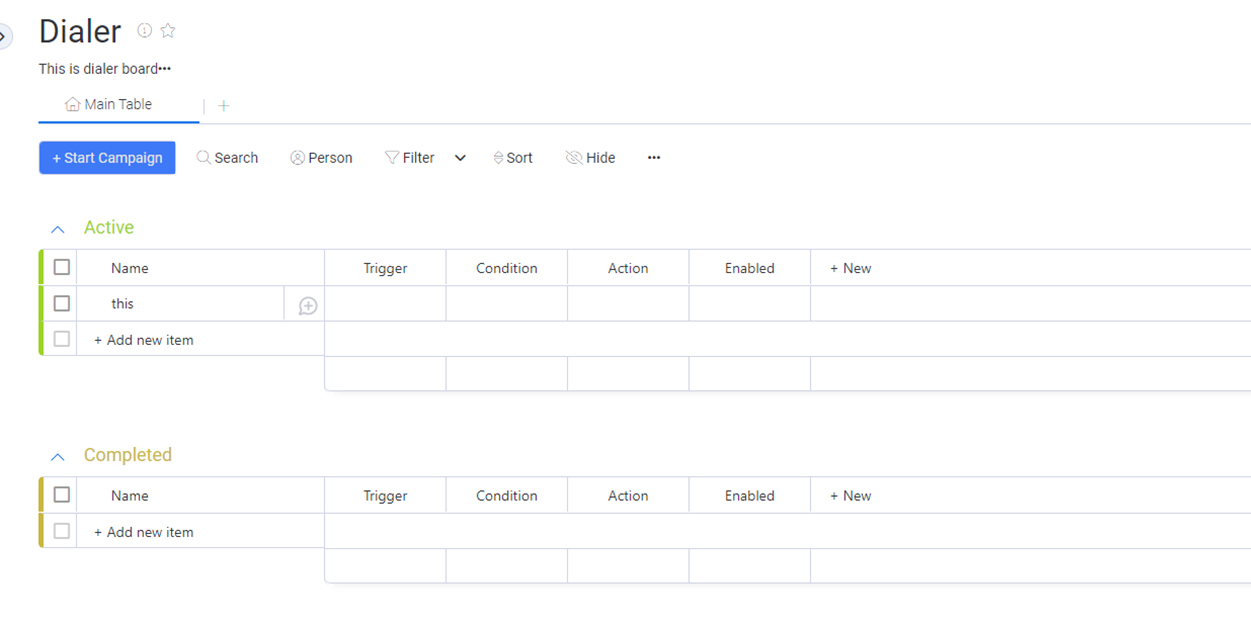 Dialer
This is dialer board•••
Main Table
+ Start Campaign Search Person Filter Sort Hide •••
Active
Name Trigger Condition Action Enabled + New
this
+ Add new item
Completed
Name Trigger Condition Action Enabled + New
+ Add new item